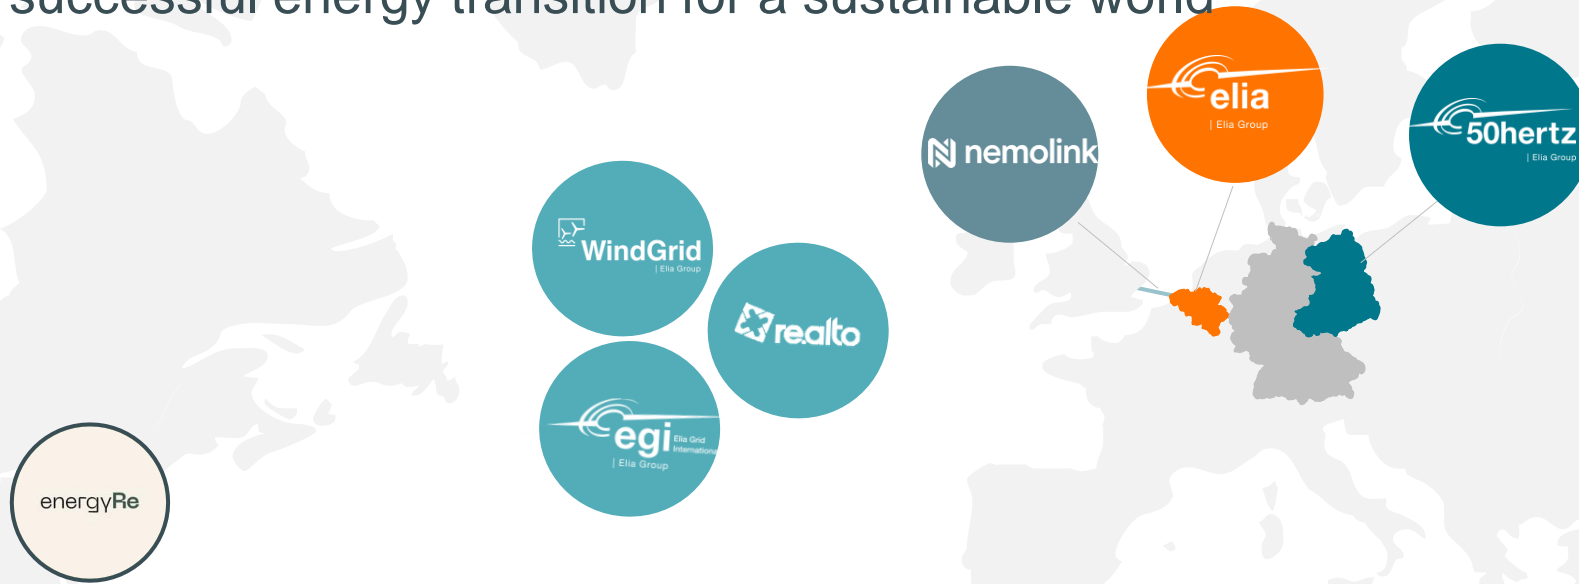 successful energy transition for a sustainable world
elia
| Elia Group
50hertz
| Elia Group
nemolink
WindGrid
| Elia Group
re.alto
egi
Elia Grid
International
| Elia Group
energyRe